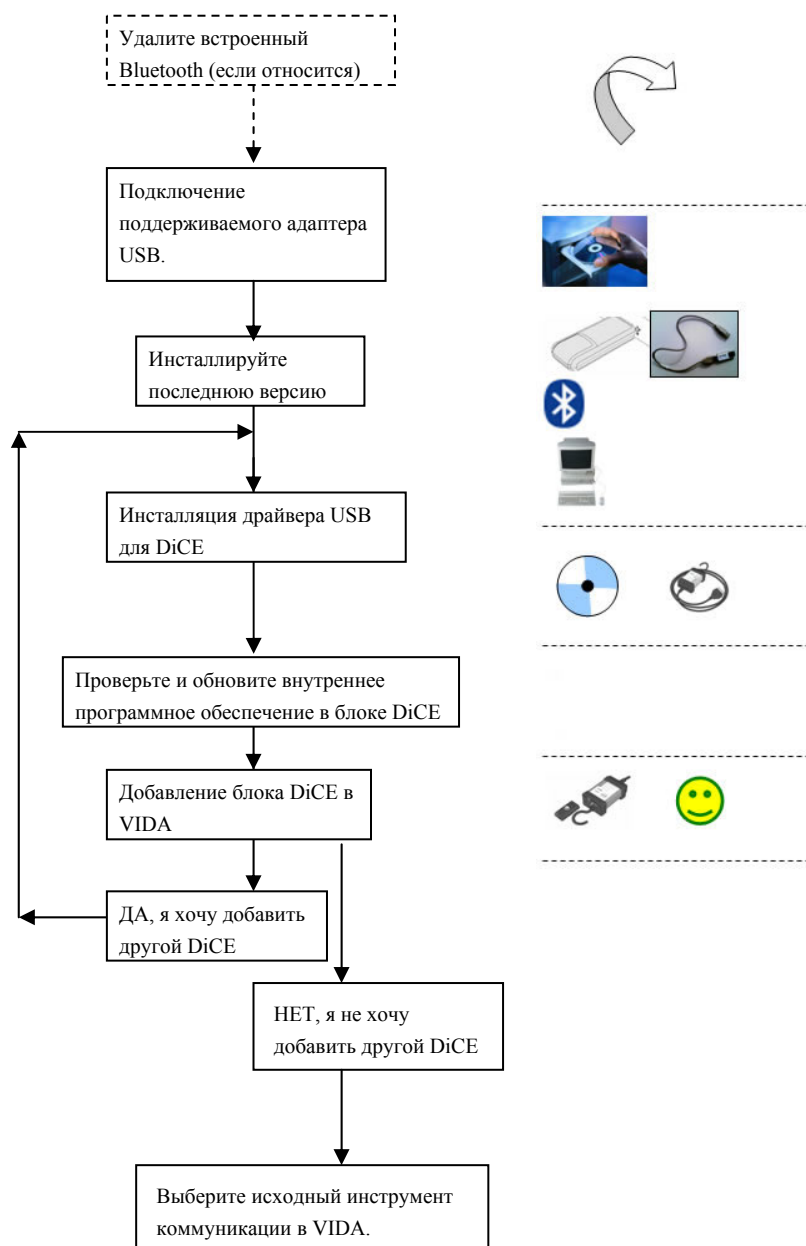 Удалите встроенный
Bluetooth (если относится)
Подключение
поддерживаемого адаптера
USB.
Инсталлируйте
последнюю версию
Инсталляция драйвера USB
для DiCE
Проверьте и обновите внутреннее
программное обеспечение в блоке DiCE
Добавление блока DiCE в
VIDA
ДА, я хочу добавить
другой DiCE
НЕТ, я не хочу
добавить другой DiCE
Выберите исходный инструмент
коммуникации в VIDA.